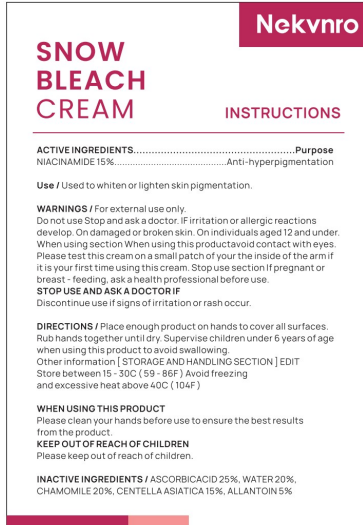 Nekvnro
SNOW
BLEACH
CREAM
INSTRUCTIONS
ACTIVE INGREDIENTS.....................................................Purpose
NIACINAMIDE 15%.........................................Anti-hyperpigmentation
Use / Used to whiten or lighten skin pigmentation.
WARNINGS / For external use only.
Do not use Stop and ask a doctor. IF irritation or allergic reactions
develop. On damaged or broken skin. On individuals aged 12 and under.
When using section When using this productavoid contact with eyes.
Please test this cream on a small patch of your the inside of the arm if
it is your first time using this cream. Stop use section If pregnant or
breast - feeding, ask a health professional before use.
STOP USE AND ASK A DOCTOR IF
Discontinue use if signs of irritation or rash occur.
DIRECTIONS / Place enough product on hands to cover all surfaces.
Rub hands together until dry. Supervise children under 6 years of age
when using this product to avoid swallowing.
Other information [ STORAGE AND HANDLING SECTION ] EDIT
Store between 15 - 30C ( 59 - 86F ) Avoid freezing
and excessive heat above 40C ( 104F )
WHEN USING THIS PRODUCT
Please clean your hands before use to ensure the best results
from the product.
KEEP OUT OF REACH OF CHILDREN
Please keep out of reach of children.
INACTIVE INGREDIENTS / ASCORBICACID 25%, WATER 20%,
CHAMOMILE 20%, CENTELLA ASIATICA 15%, ALLANTOIN 5%